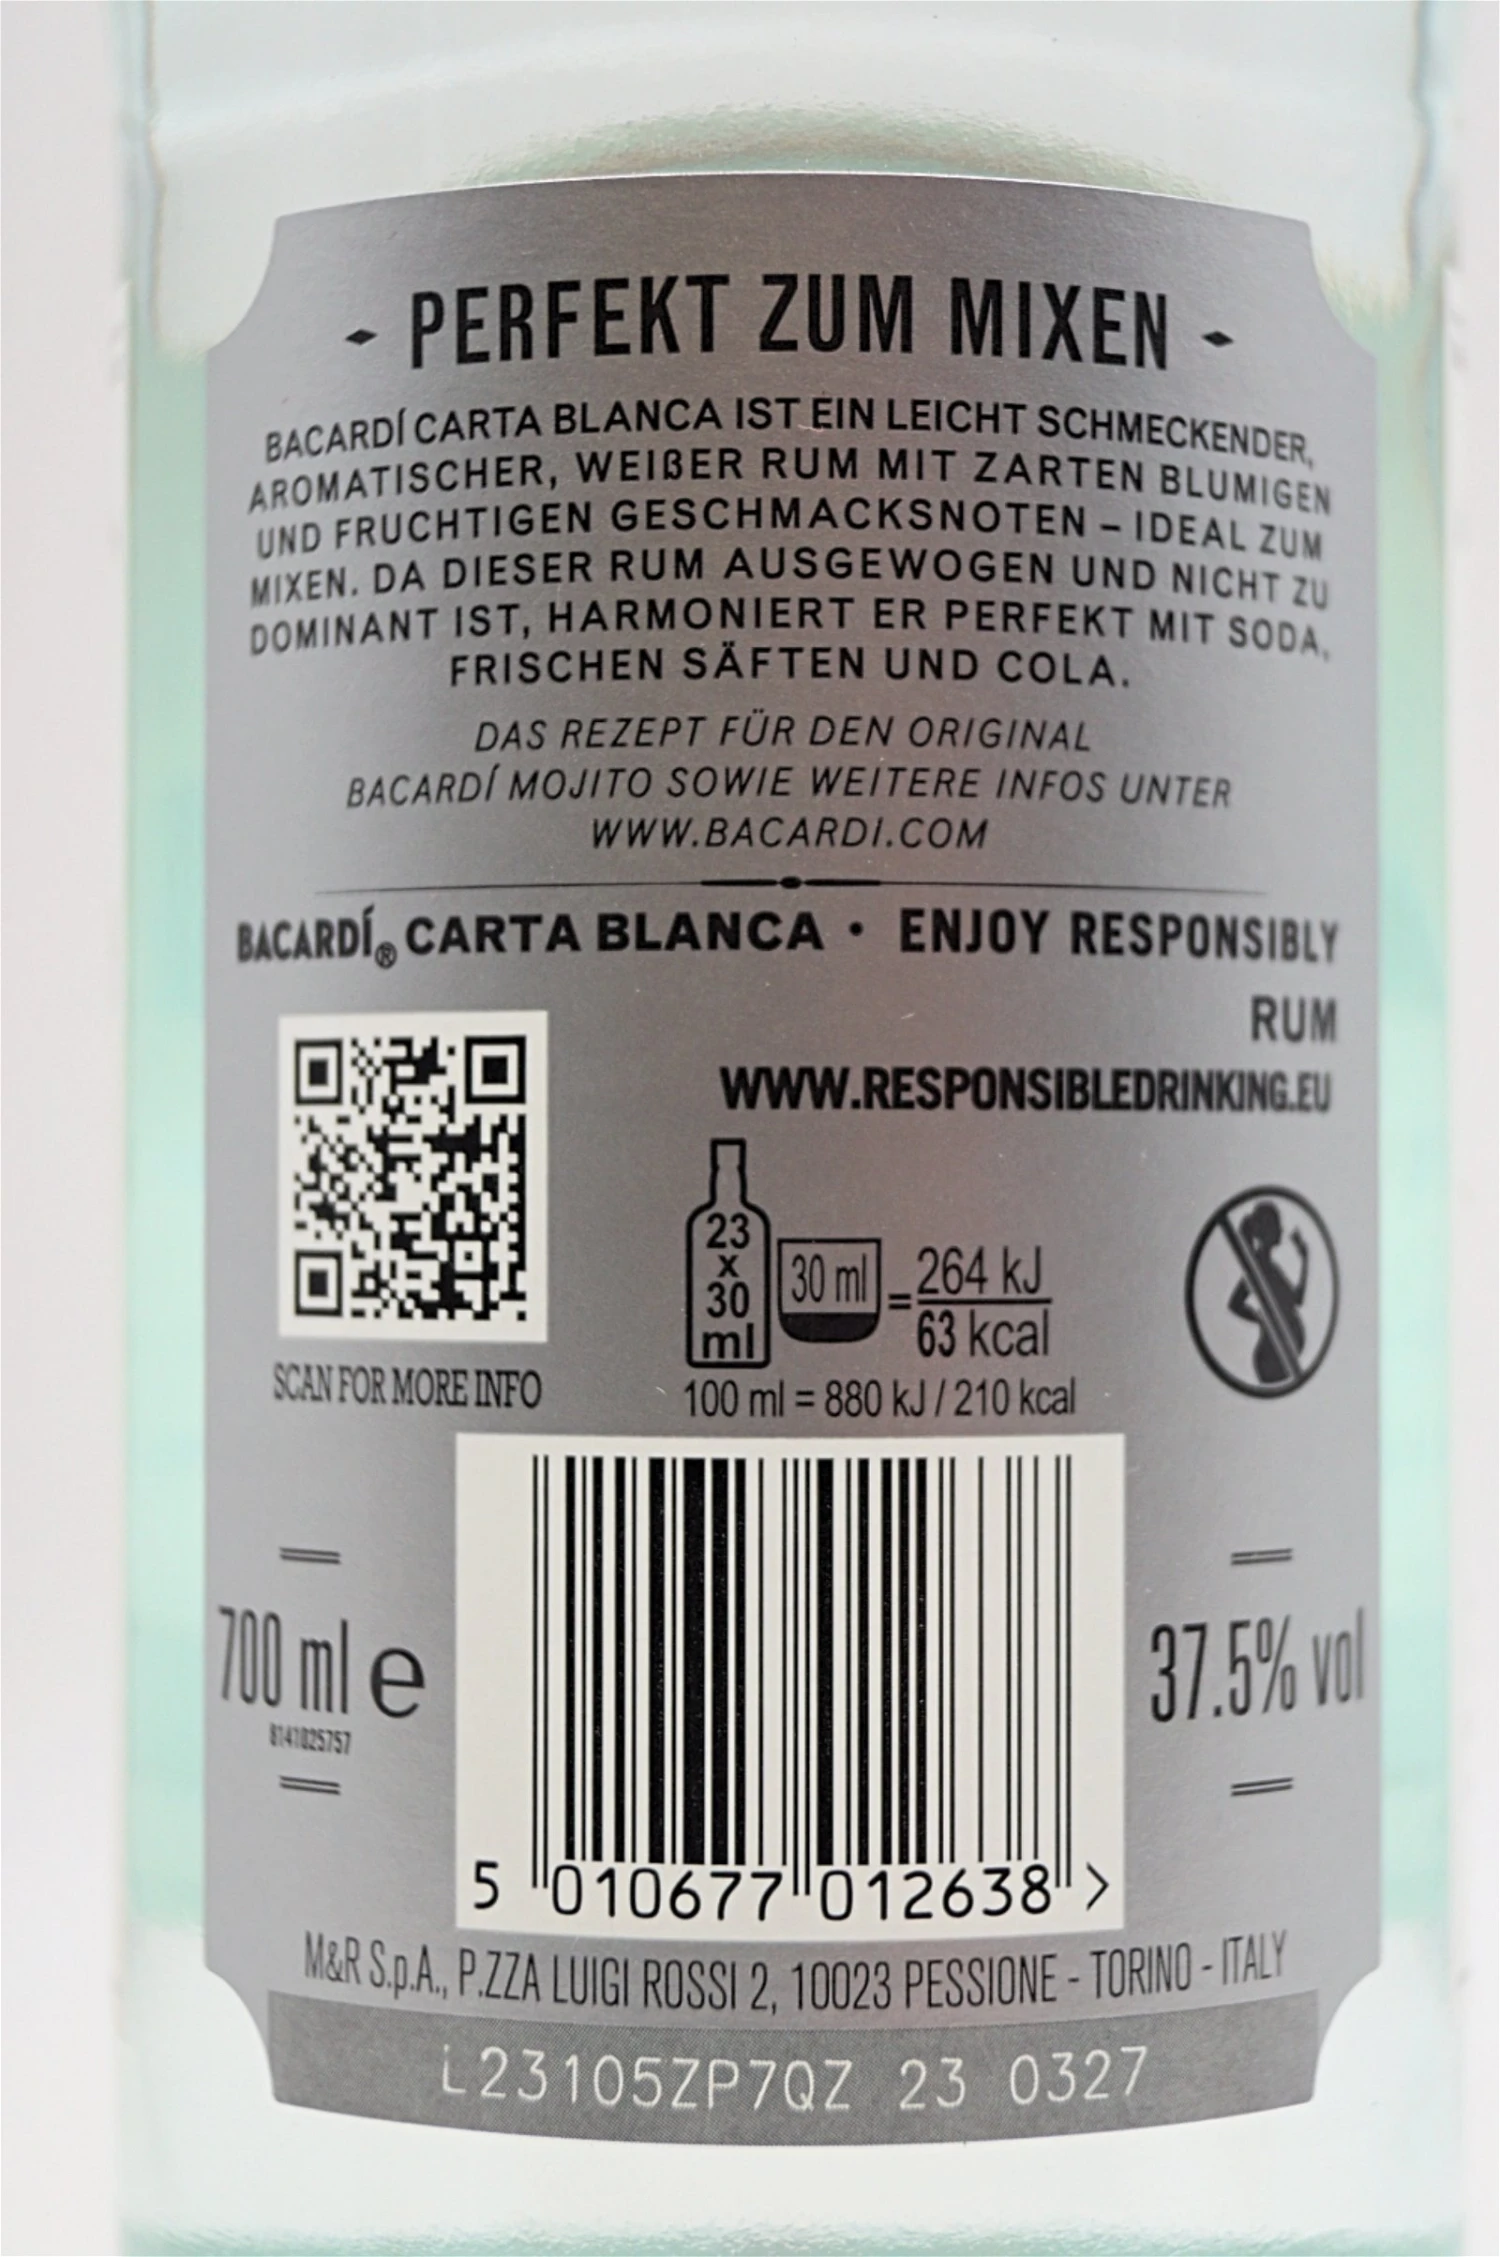 PERFEKT ZUM MIXEN
BACARDÍ CARTA BLANCA IST EIN LEICHT SCHMECKENDER,
AROMATISCHER, WEIßER RUM MIT ZARTEN BLUMIGEN
UND FRUCHTIGEN GESCHMACKSNOTEN – IDEAL ZUM
MIXEN. DA DIESER RUM AUSGEWOGEN UND NICHT ZU
DOMINANT IST, HARMONIERT ER PERFEKT MIT SODA,
FRISCHEN SÄFTEN UND COLA.
DAS REZEPT FÜR DEN ORIGINAL
BACARDÍ MOJITO SOWIE WEITERE INFOS UNTER
WWW.BACARDI.COM
BACARDÍ® CARTA BLANCA • ENJOY RESPONSIBLY
RUM
WWW.RESPONSIBLEDRINKING.EU
23
x
30
ml
30 ml
=
264 kJ
63 kcal
SCAN FOR MORE INFO
100 ml = 880 kJ / 210 kcal
700 ml e
8141025757
37.5% vol
5 010677 012638 >
M&R S.p.A., P.ZZA LUIGI ROSSI 2, 10023 PESSIONE - TORINO - ITALY
L23105ZP7QZ 23 0327